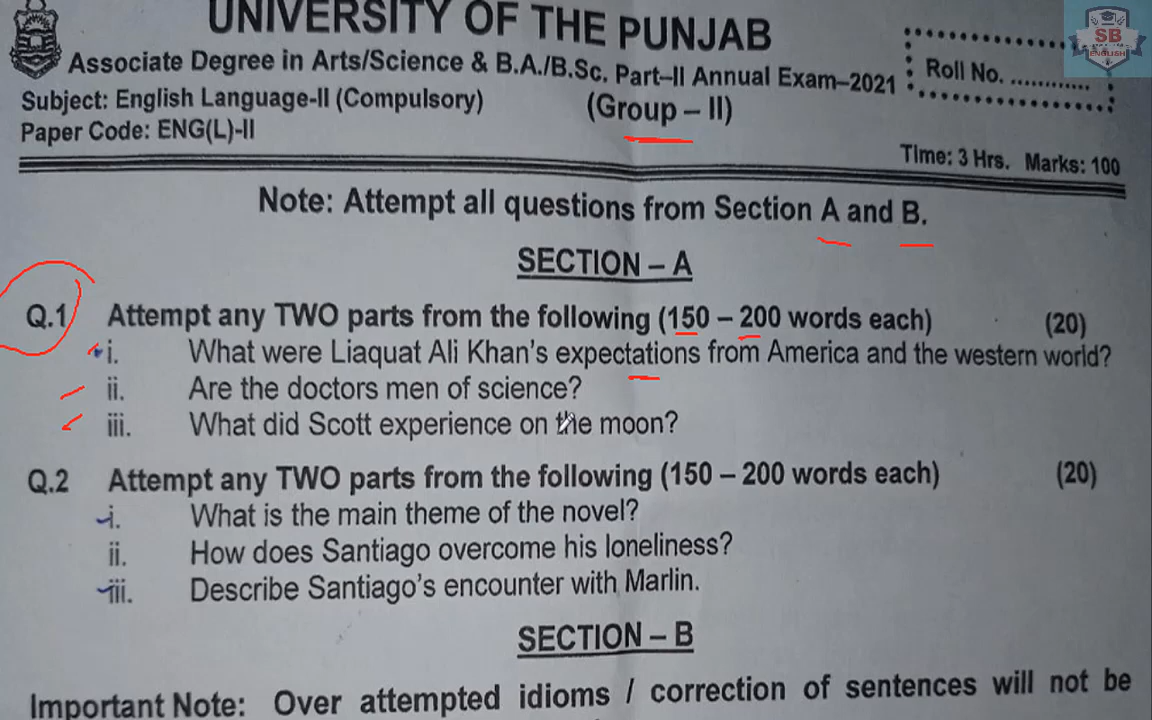 UNIVERSITY OF THE PUNJAB
SB
ENGLISH
Associate Degree in Arts/Science & B.A./B.Sc. Part–II Annual Exam–2021
Roll No. ............
Subject: English Language-II (Compulsory)
(Group – II)
Paper Code: ENG(L)-II
Time: 3 Hrs. Marks: 100
Note: Attempt all questions from Section A and B.
SECTION – A
Q.1 Attempt any TWO parts from the following (150 – 200 words each) (20)
i. What were Liaquat Ali Khan's expectations from America and the western world?
ii. Are the doctors men of science?
iii. What did Scott experience on the moon?
Q.2 Attempt any TWO parts from the following (150 – 200 words each) (20)
i. What is the main theme of the novel?
ii. How does Santiago overcome his loneliness?
iii. Describe Santiago's encounter with Marlin.
SECTION – B
Important Note: Over attempted idioms / correction of sentences will not be